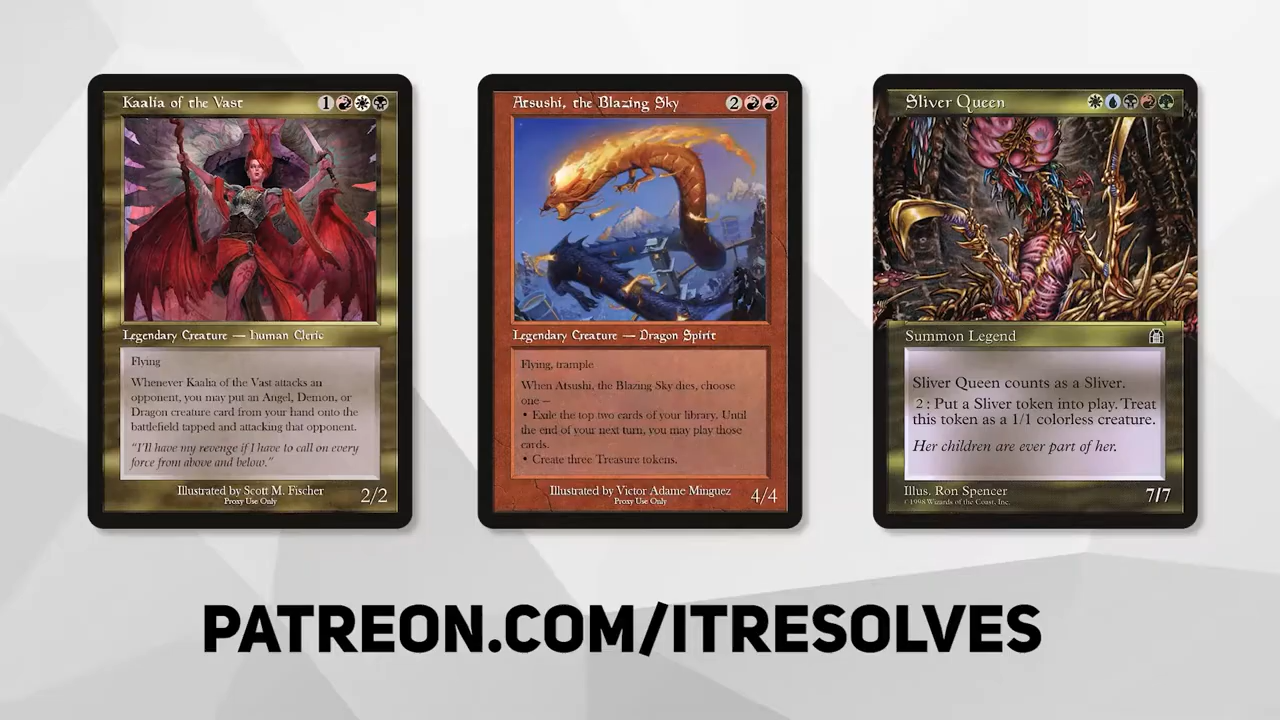 Kaalia of the Vast
1
Legendary Creature — Human Cleric
Flying
Whenever Kaalia of the Vast attacks an
opponent, you may put an Angel, Demon, or
Dragon creature card from your hand onto the
battlefield tapped and attacking that opponent.
"I'll have my revenge if I have to call on every
force from above and below."
Illustrated by Scott M. Fischer
Proxy Use Only
2/2
Atsushi, the Blazing Sky
2
Legendary Creature — Dragon Spirit
Flying, trample
When Atsushi, the Blazing Sky dies, choose
one —
• Exile the top two cards of your library. Until
the end of your next turn, you may play those
cards.
• Create three Treasure tokens.
Illustrated by Victor Adame Minguez
Proxy Use Only
4/4
Sliver Queen
Summon Legend
Sliver Queen counts as a Sliver.
2: Put a Sliver token into play. Treat
this token as a 1/1 colorless creature.
Her children are ever part of her.
Illus. Ron Spencer
©1998 Wizards of the Coast, Inc.
7/7
PATREON.COM/ITRESOLVES